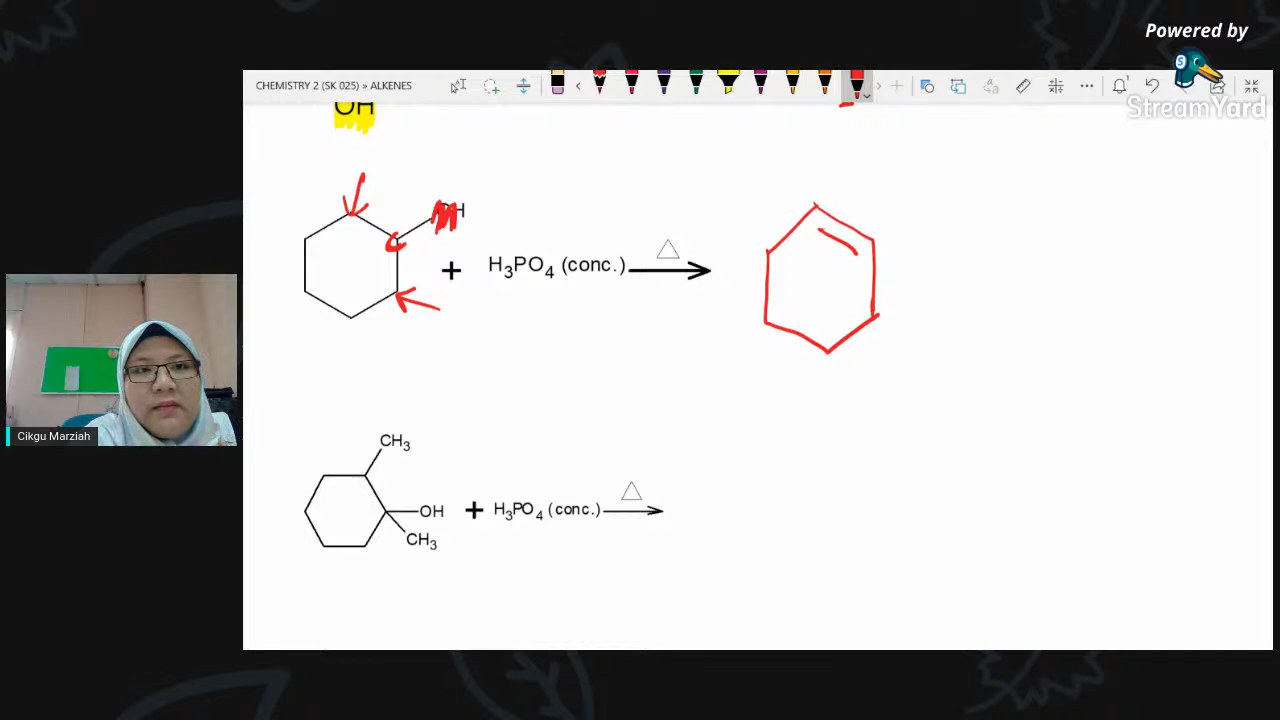 Powered by
StreamYard
CHEMISTRY 2 (SK 025) » ALKENES
OH
H
+ H₃PO₄ (conc.) △
Cikgu Marziah
CH₃
OH + H₃PO₄ (conc.) △
CH₃